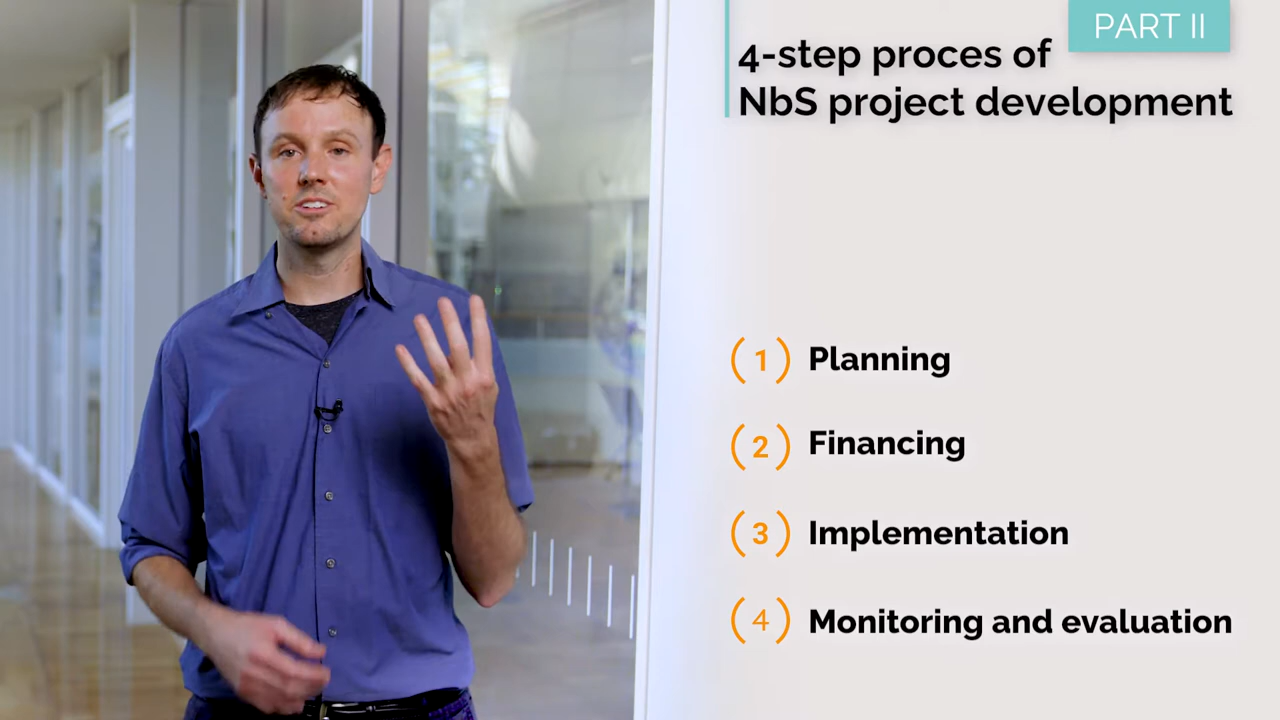 PART II
4-step proces of
NbS project development
(1) Planning
(2) Financing
(3) Implementation
(4) Monitoring and evaluation